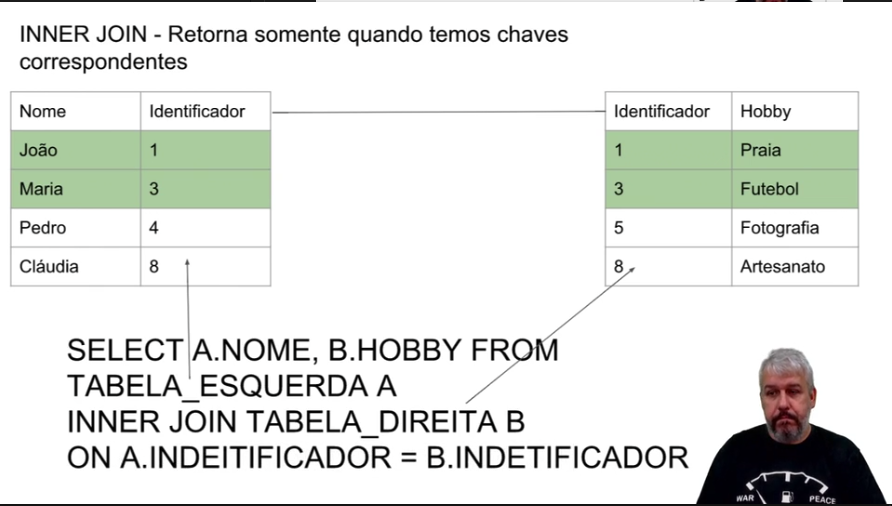 INNER JOIN - Retorna somente quando temos chaves
correspondentes
Nome Identificador
João 1
Maria 3
Pedro 4
Cláudia 8
Identificador Hobby
1 Praia
3 Futebol
5 Fotografia
8 Artesanato
SELECT A.NOME, B.HOBBY FROM
TABELA_ESQUERDA A
INNER JOIN TABELA_DIREITA B
ON A.INDEITIFICADOR = B.INDETIFICADOR
WAR PEACE